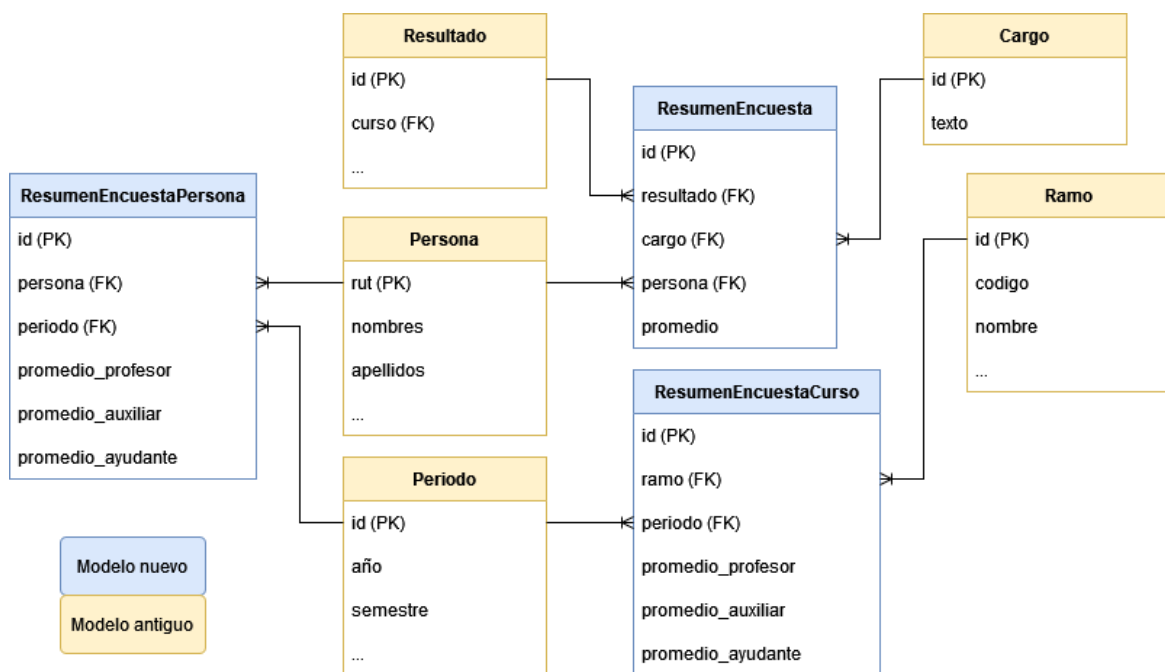 Resultado
id (PK)
curso (FK)
...
Cargo
id (PK)
texto
ResumenEncuesta
id (PK)
resultado (FK)
cargo (FK)
persona (FK)
promedio
ResumenEncuestaPersona
id (PK)
persona (FK)
periodo (FK)
promedio_profesor
promedio_auxiliar
promedio_ayudante
Persona
rut (PK)
nombres
apellidos
...
Ramo
id (PK)
codigo
nombre
...
ResumenEncuestaCurso
id (PK)
ramo (FK)
periodo (FK)
promedio_profesor
promedio_auxiliar
promedio_ayudante
Periodo
id (PK)
año
semestre
...
Modelo nuevo
Modelo antiguo